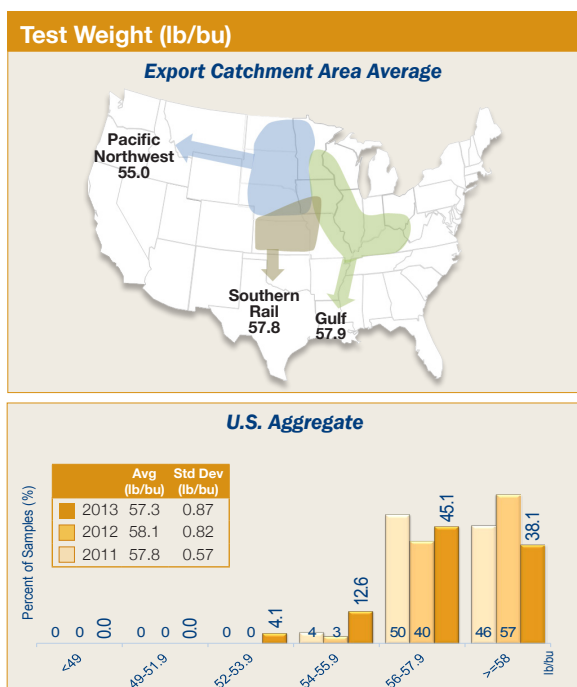 Test Weight (lb/bu)
Export Catchment Area Average
Pacific
Northwest
55.0
Southern
Rail
57.8
Gulf
57.9
U.S. Aggregate
Avg Std Dev
(lb/bu) (lb/bu)
2013 57.3 0.87
2012 58.1 0.82
2011 57.8 0.57
Percent of Samples (%)
0 0 0.0
0 0 0.0
0 0 4.1
4 3 12.6
50 40 45.1
46 57 38.1
<49 49-51.9 52-53.9 54-55.9 56-57.9 >=58
lb/bu